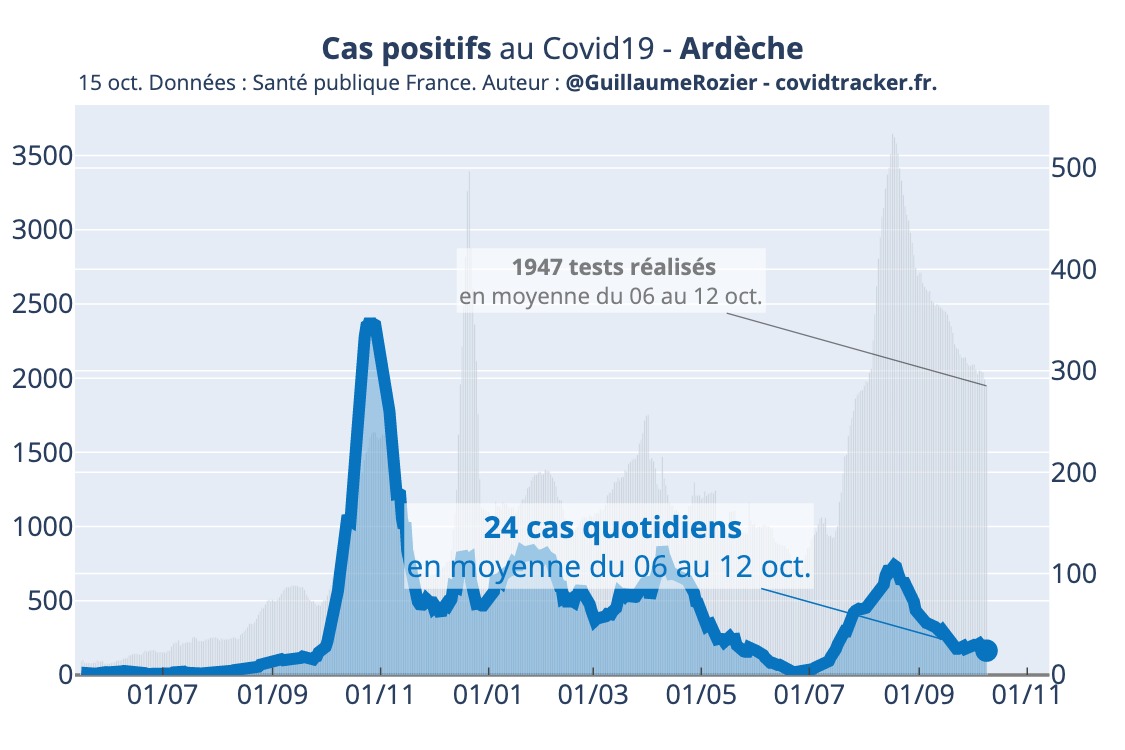 Cas positifs au Covid19 - Ardèche
15 oct. Données : Santé publique France. Auteur : @GuillaumeRozier - covidtracker.fr.
3500
3000
2500
2000
1500
1000
500
0
500
400
300
200
100
0
1947 tests réalisés
en moyenne du 06 au 12 oct.
24 cas quotidiens
en moyenne du 06 au 12 oct.
01/07 01/09 01/11 01/01 01/03 01/05 01/07 01/09 01/11